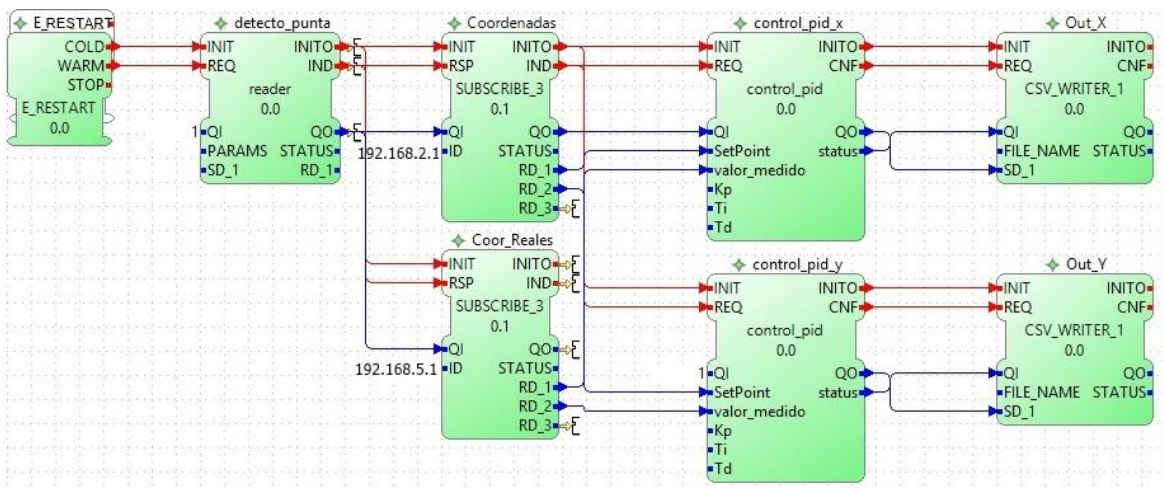 E_RESTART
COLD
WARM
STOP
E_RESTART
0.0
detecto_punta
INIT INITO
REQ IND
reader
0.0
1 QI QO
PARAMS STATUS
SD_1 RD_1
Coordenadas
INIT INITO
RSP IND
SUBSCRIBE_3
0.1
QI QO
192.168.2.1 ID STATUS
RD_1
RD_2
RD_3
Coor_Reales
INIT INITO
RSP IND
SUBSCRIBE_3
0.1
QI QO
192.168.5.1 ID STATUS
RD_1
RD_2
RD_3
control_pid_x
INIT INITO
REQ CNF
control_pid
0.0
QI QO
SetPoint status
valor_medido
Kp
Ti
Td
control_pid_y
INIT INITO
REQ CNF
control_pid
0.0
1 QI QO
SetPoint status
valor_medido
Kp
Ti
Td
Out_X
INIT INITO
REQ CNF
CSV_WRITER_1
0.0
QI QO
FILE_NAME STATUS
SD_1
Out_Y
INIT INITO
REQ CNF
CSV_WRITER_1
0.0
QI QO
FILE_NAME STATUS
SD_1